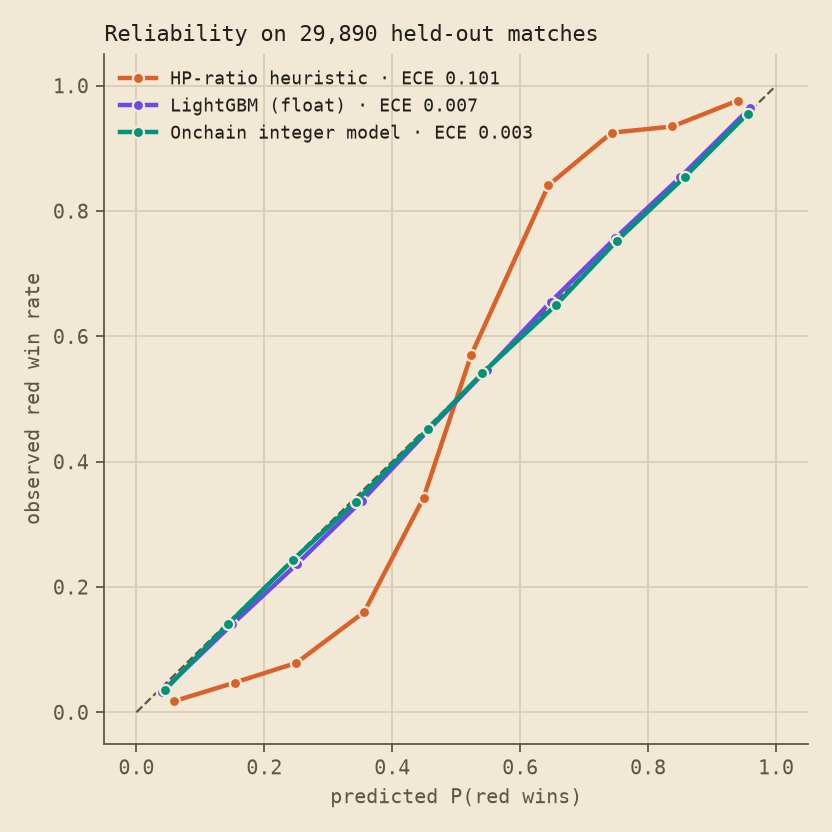 Reliability on 29,890 held-out matches
HP-ratio heuristic · ECE 0.101
LightGBM (float) · ECE 0.007
Onchain integer model · ECE 0.003
1.0
0.8
0.6
0.4
0.2
0.0
observed red win rate
0.0 0.2 0.4 0.6 0.8 1.0
predicted P(red wins)